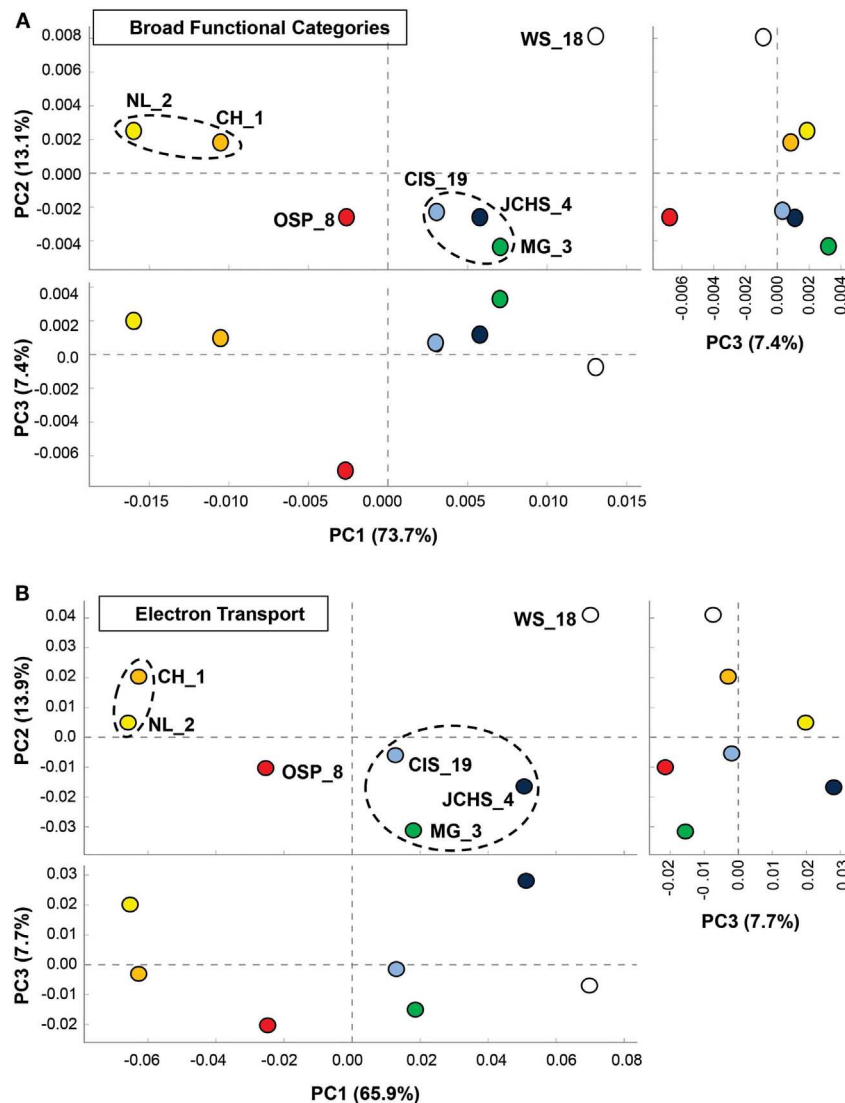 A
Broad Functional Categories
WS_18
NL_2
CH_1
CIS_19
JCHS_4
OSP_8
MG_3
PC2 (13.1%)
0.008
0.006
0.004
0.002
0.000
-0.002
-0.004
-0.006
-0.004
-0.002
0.000
0.002
0.004
PC3 (7.4%)
PC3 (7.4%)
0.004
0.002
0.0
-0.002
-0.004
-0.006
-0.015
-0.010
-0.005
0.000
0.005
0.010
0.015
PC1 (73.7%)
B
Electron Transport
WS_18
CH_1
NL_2
OSP_8
CIS_19
JCHS_4
MG_3
PC2 (13.9%)
0.04
0.03
0.02
0.01
0.0
-0.01
-0.02
-0.03
-0.02
-0.01
0.00
0.01
0.02
0.03
PC3 (7.7%)
PC3 (7.7%)
0.03
0.02
0.01
0.00
-0.01
-0.02
-0.06
-0.04
-0.02
0.00
0.02
0.04
0.06
0.08
PC1 (65.9%)